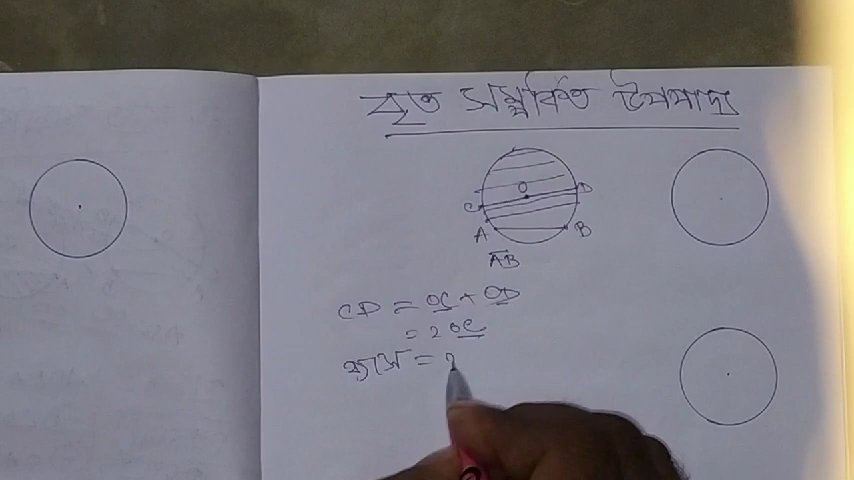 বৃত্ত সম্পর্কিত উপপাদ্য
O
D
C
A B
AB
CD = OC + OD
= 2 OC
ব্যাস = 2